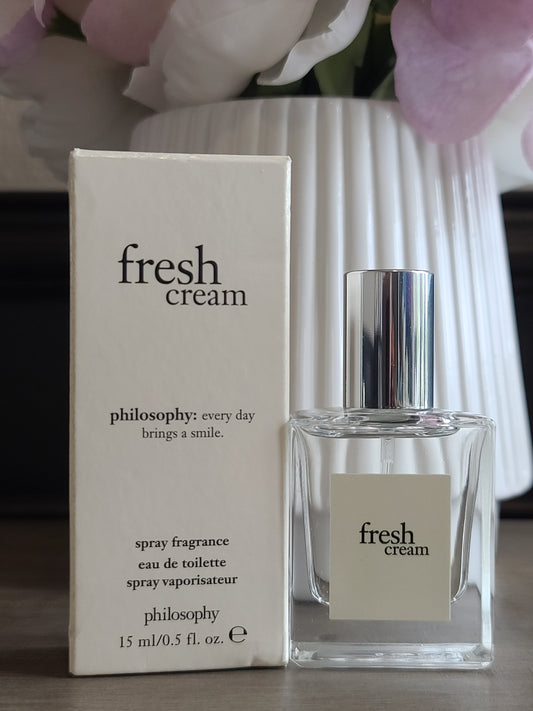 fresh
cream
philosophy: every day
brings a smile.
spray fragrance
eau de toilette
spray vaporisateur
philosophy
15 ml/0.5 fl. oz. ℮
fresh
cream